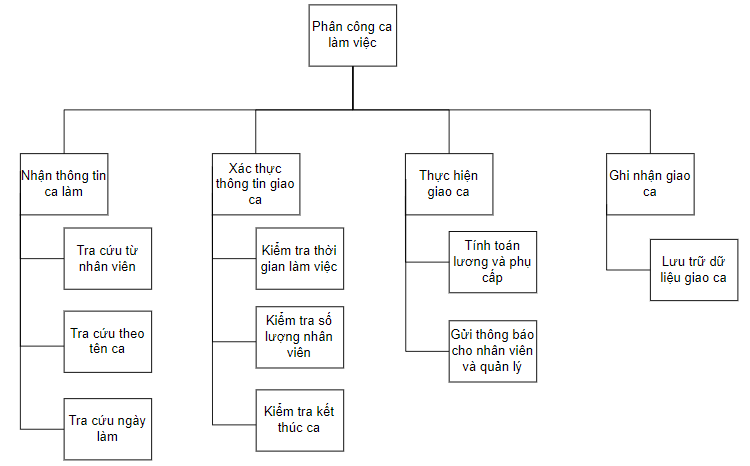 Phân công ca
làm việc
Nhận thông tin
ca làm
Xác thực
thông tin giao
ca
Thực hiện
giao ca
Ghi nhận giao
ca
Tra cứu từ
nhân viên
Tra cứu theo
tên ca
Tra cứu ngày
làm
Kiểm tra thời
gian làm việc
Kiểm tra số
lượng nhân
viên
Kiểm tra kết
thúc ca
Tính toán
lương và phụ
cấp
Gửi thông báo
cho nhân viên
và quản lý
Lưu trữ dữ
liệu giao ca